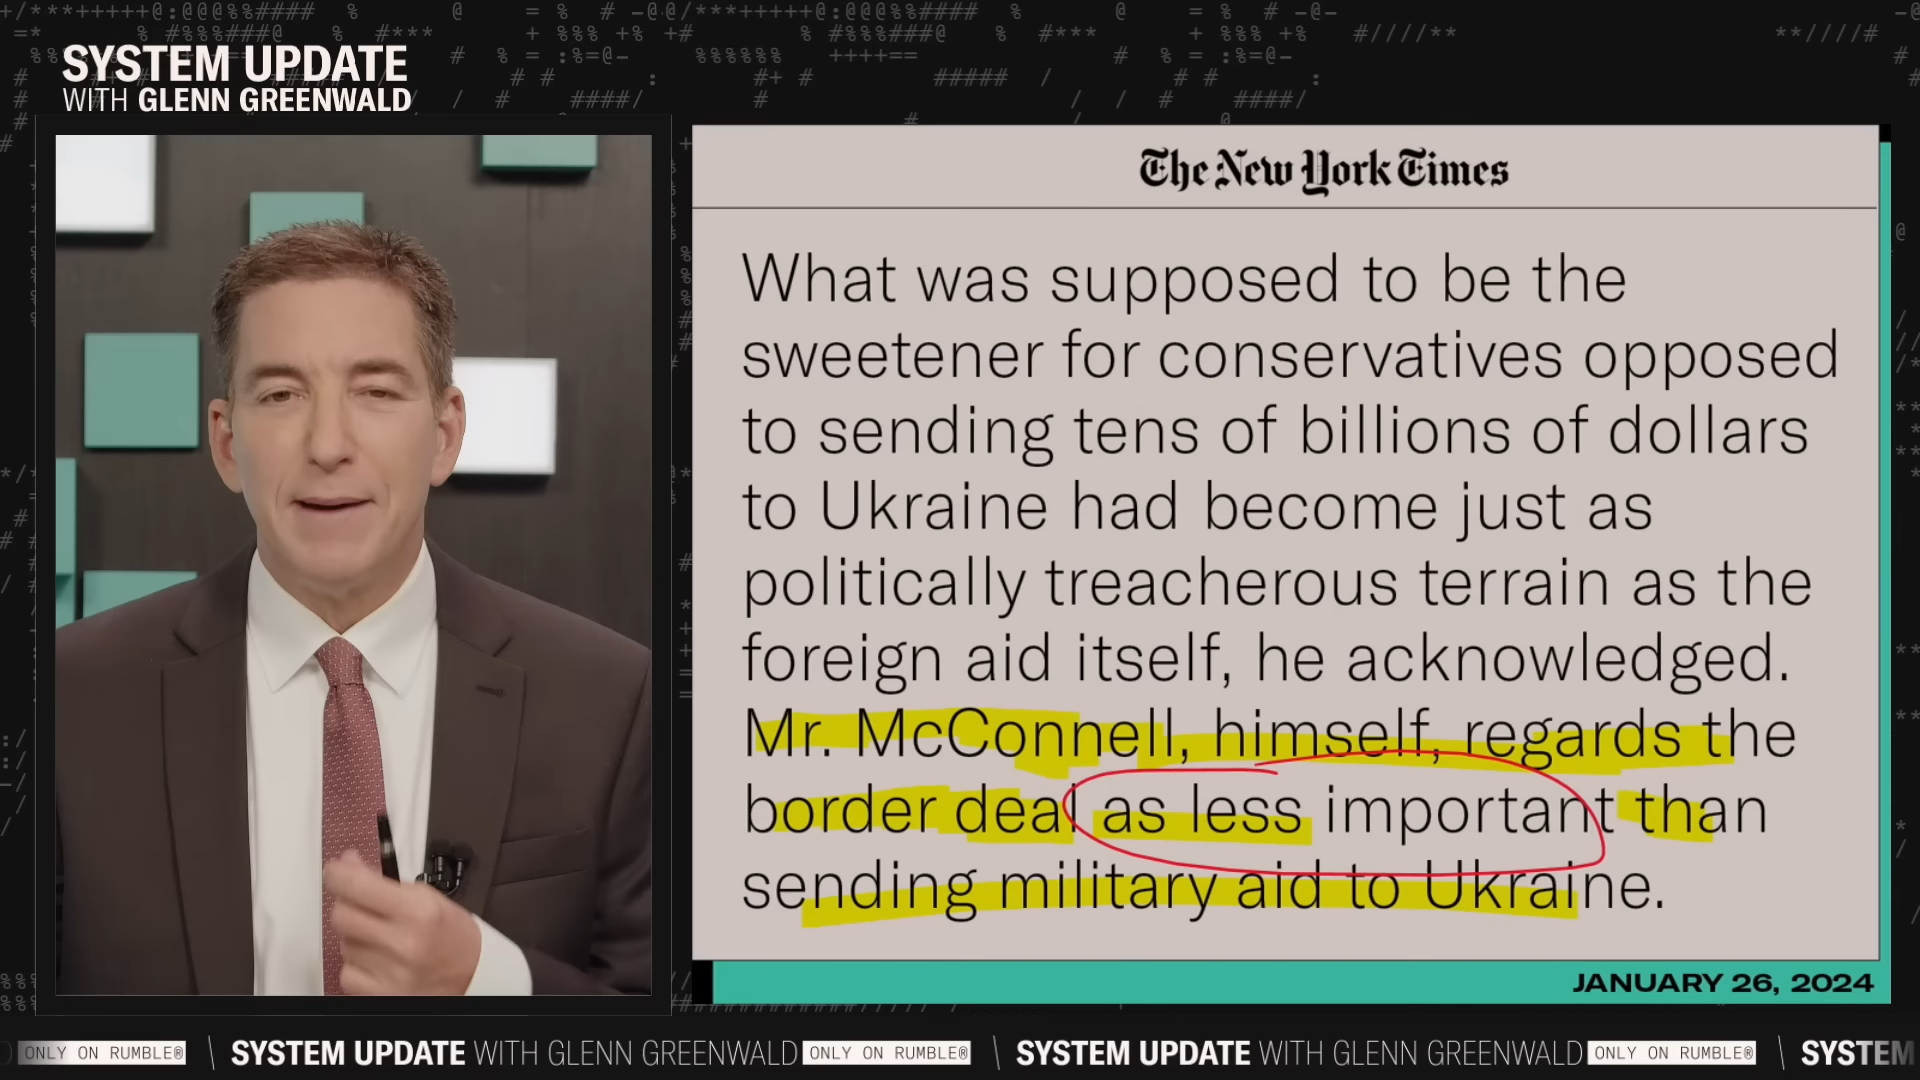 SYSTEM UPDATE
WITH GLENN GREENWALD
The New York Times
What was supposed to be the
sweetener for conservatives opposed
to sending tens of billions of dollars
to Ukraine had become just as
politically treacherous terrain as the
foreign aid itself, he acknowledged.
Mr. McConnell, himself, regards the
border deal as less important than
sending military aid to Ukraine.
JANUARY 26, 2024
ONLY ON RUMBLE® \ SYSTEM UPDATE WITH GLENN GREENWALD ONLY ON RUMBLE® \ SYSTEM UPDATE WITH GLENN GREENWALD ONLY ON RUMBLE® \ SYSTEM